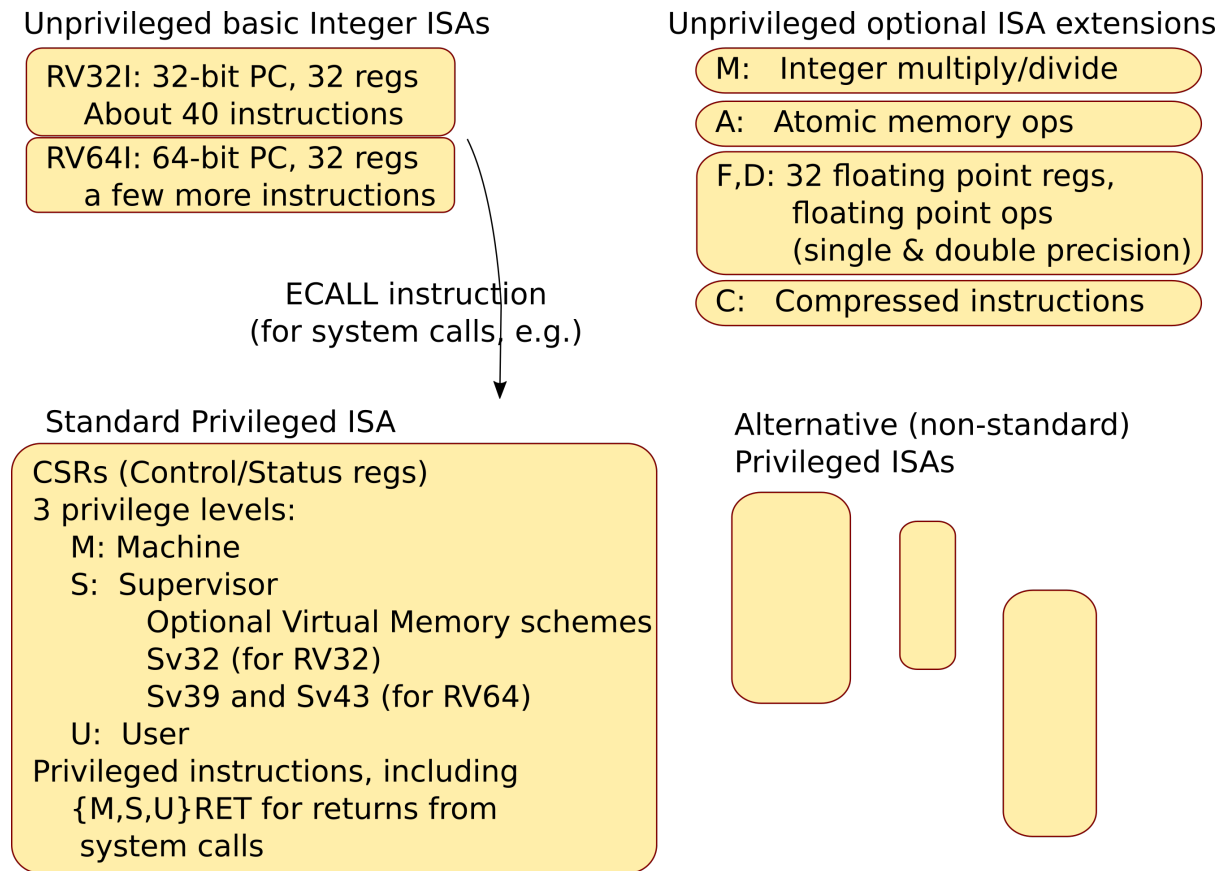 Unprivileged basic Integer ISAs
RV32I: 32-bit PC, 32 regs
About 40 instructions
RV64I: 64-bit PC, 32 regs
a few more instructions
ECALL instruction
(for system calls, e.g.)
Unprivileged optional ISA extensions
M: Integer multiply/divide
A: Atomic memory ops
F,D: 32 floating point regs,
floating point ops
(single & double precision)
C: Compressed instructions
Standard Privileged ISA
CSRs (Control/Status regs)
3 privilege levels:
M: Machine
S: Supervisor
Optional Virtual Memory schemes
Sv32 (for RV32)
Sv39 and Sv43 (for RV64)
U: User
Privileged instructions, including
{M,S,U}RET for returns from
system calls
Alternative (non-standard)
Privileged ISAs